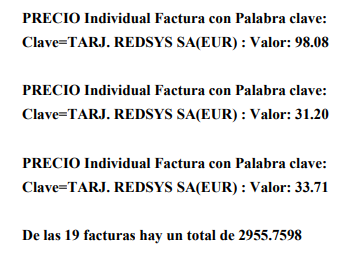 PRECIO Individual Factura con Palabra clave:
Clave=TARJ. REDSYS SA(EUR) : Valor: 98.08
PRECIO Individual Factura con Palabra clave:
Clave=TARJ. REDSYS SA(EUR) : Valor: 31.20
PRECIO Individual Factura con Palabra clave:
Clave=TARJ. REDSYS SA(EUR) : Valor: 33.71
De las 19 facturas hay un total de 2955.7598